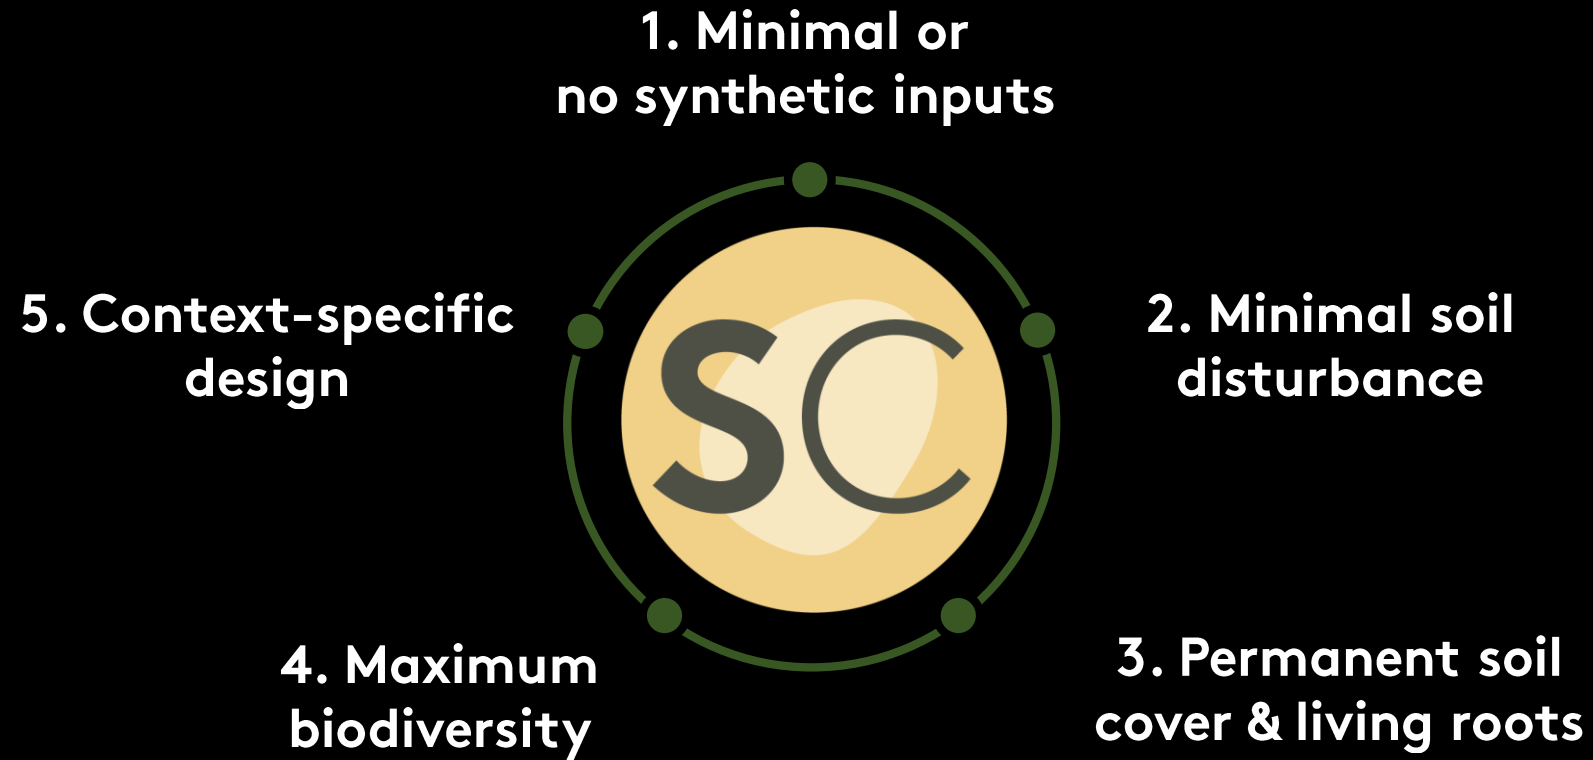 1. Minimal or
no synthetic inputs
2. Minimal soil
disturbance
3. Permanent soil
cover & living roots
4. Maximum
biodiversity
5. Context-specific
design
SC